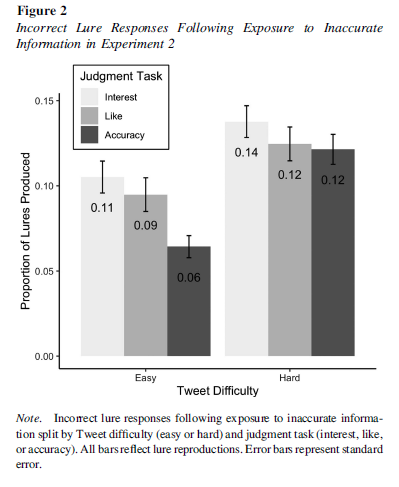 Figure 2
Incorrect Lure Responses Following Exposure to Inaccurate
Information in Experiment 2
Judgment Task
Interest
Like
Accuracy
Proportion of Lures Produced
0.15
0.10
0.05
0.00
0.11
0.09
0.06
0.14
0.12
0.12
Easy
Hard
Tweet Difficulty
Note. Incorrect lure responses following exposure to inaccurate informa-
tion split by Tweet difficulty (easy or hard) and judgment task (interest, like,
or accuracy). All bars reflect lure reproductions. Error bars represent standard
error.